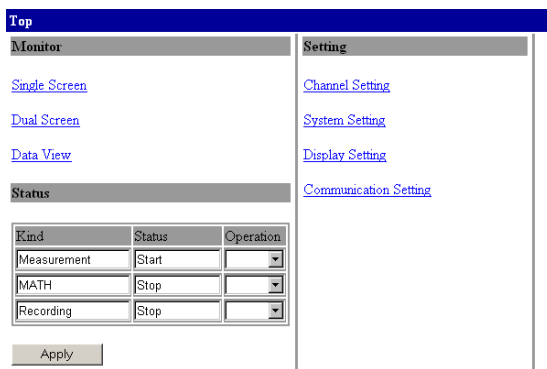 Top
Monitor
Single Screen
Dual Screen
Data View
Status
Kind Status Operation
Measurement Start
MATH Stop
Recording Stop
Apply
Setting
Channel Setting
System Setting
Display Setting
Communication Setting